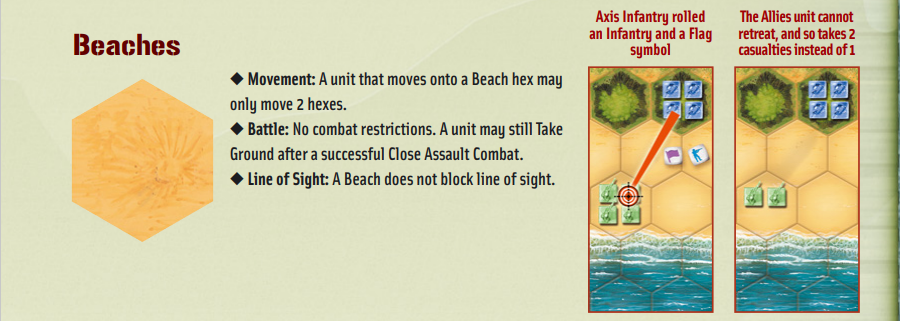 Beaches
◆ Movement: A unit that moves onto a Beach hex may
only move 2 hexes.
◆ Battle: No combat restrictions. A unit may still Take
Ground after a successful Close Assault Combat.
◆ Line of Sight: A Beach does not block line of sight.
Axis Infantry rolled
an Infantry and a Flag
symbol
The Allies unit cannot
retreat, and so takes 2
casualties instead of 1